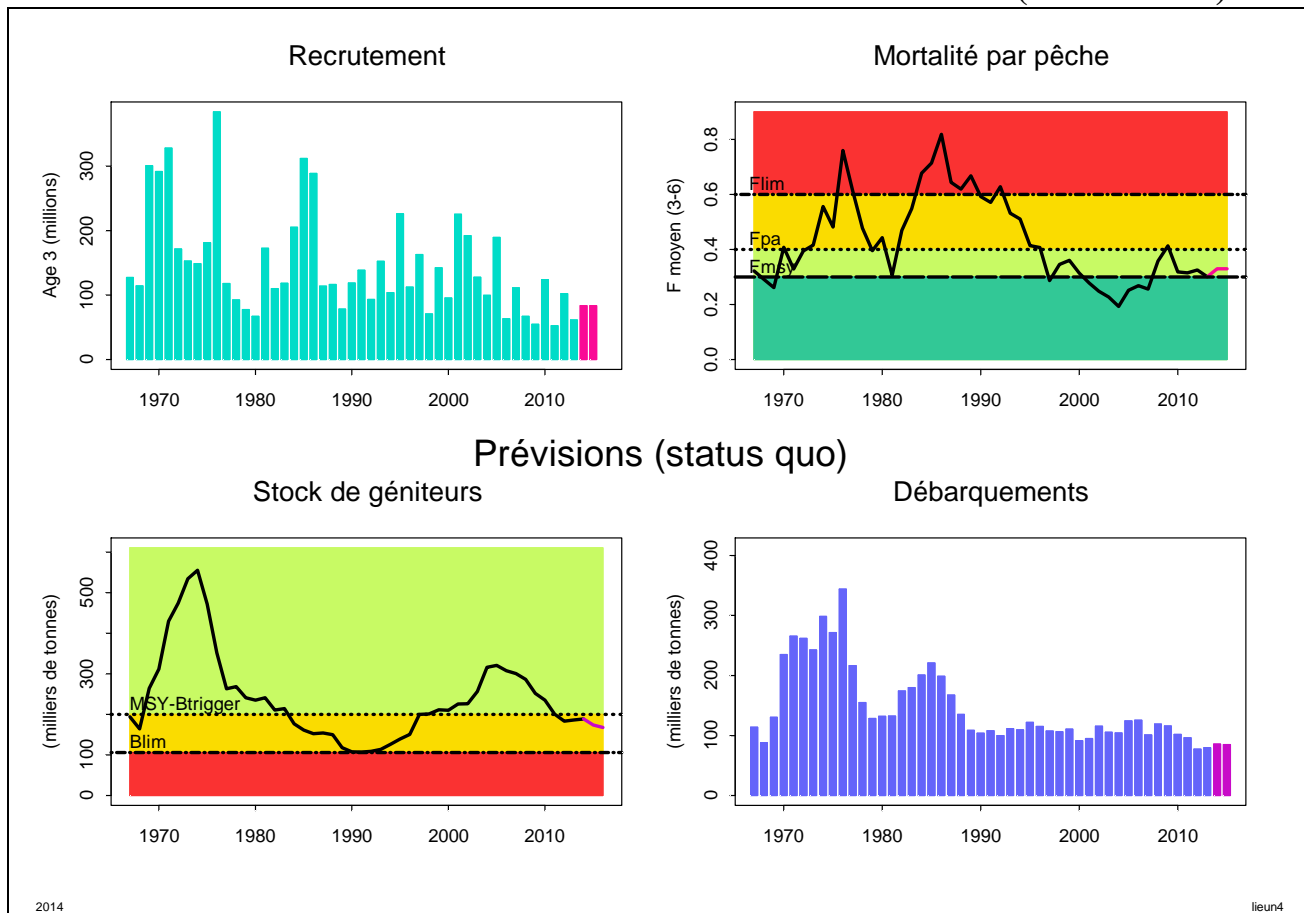 Recrutement
Age 3 (millions)
0
100
200
300
1970
1980
1990
2000
2010
Mortalité par pêche
F moyen (3-6)
0.0
0.2
0.4
0.6
0.8
Flim
Fpa
Fmsy
1970
1980
1990
2000
2010
Prévisions (status quo)
Stock de géniteurs
(milliers de tonnes)
0
100
300
500
MSY-Btrigger
Blim
1970
1980
1990
2000
2010
Débarquements
(milliers de tonnes)
0
100
200
300
400
1970
1980
1990
2000
2010
2014
lieun4